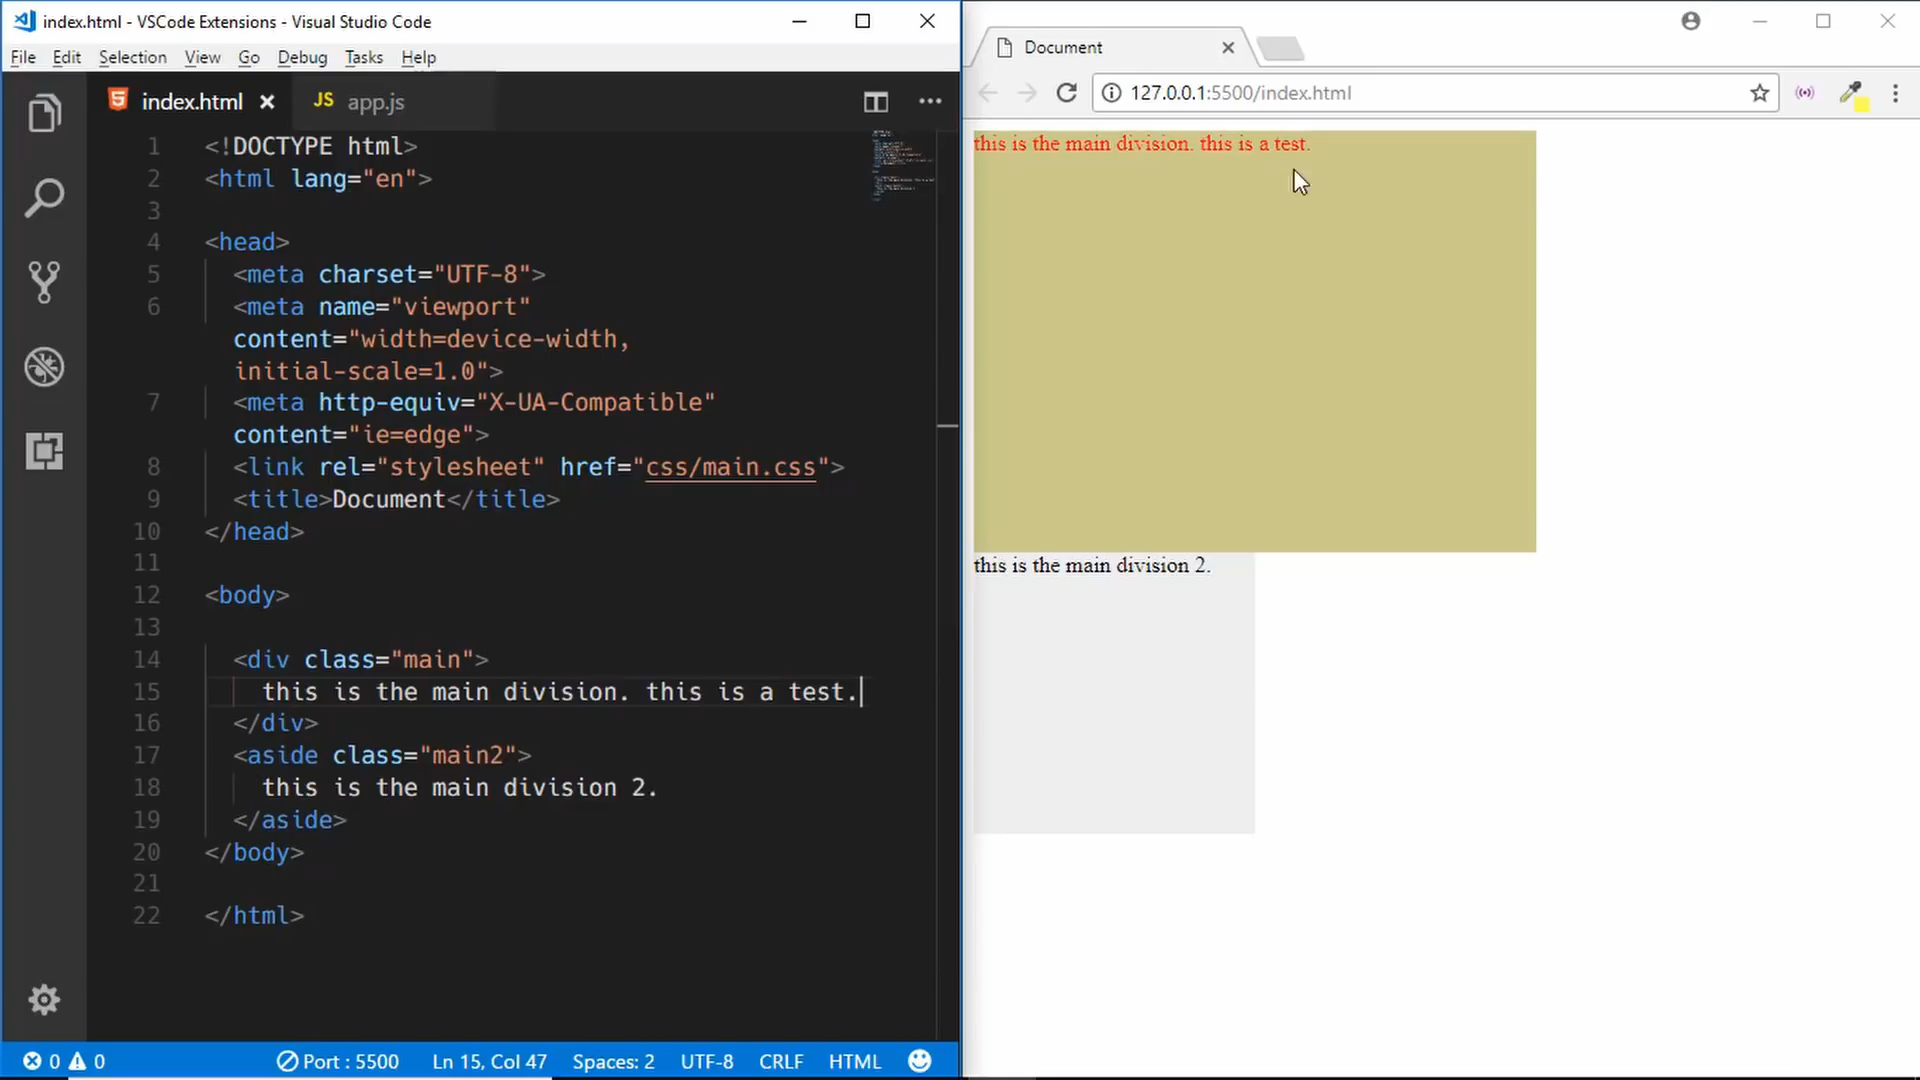 index.html - VSCode Extensions - Visual Studio Code
File Edit Selection View Go Debug Tasks Help
index.html
JS app.js
1 <!DOCTYPE html>
2 <html lang="en">
3
4 <head>
5 <meta charset="UTF-8">
6 <meta name="viewport"
content="width=device-width,
initial-scale=1.0">
7 <meta http-equiv="X-UA-Compatible"
content="ie=edge">
8 <link rel="stylesheet" href="css/main.css">
9 <title>Document</title>
10 </head>
11
12 <body>
13
14 <div class="main">
15 this is the main division. this is a test.
16 </div>
17 <aside class="main2">
18 this is the main division 2.
19 </aside>
20 </body>
21
22 </html>
0 0 Port : 5500 Ln 15, Col 47 Spaces: 2 UTF-8 CRLF HTML
Document
127.0.0.1:5500/index.html
this is the main division. this is a test.
this is the main division 2.